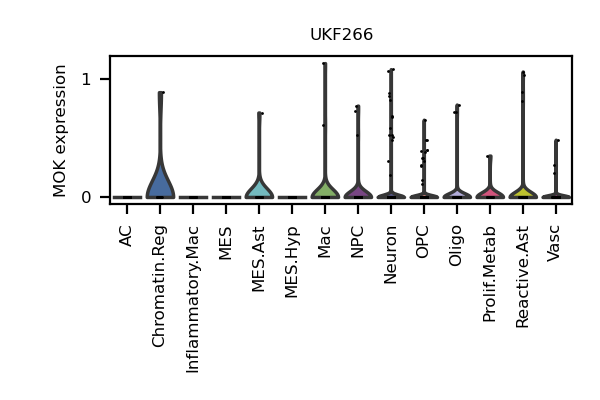 UKF266
MOK expression
1
0
AC
Chromatin.Reg
Inflammatory.Mac
MES
MES.Ast
MES.Hyp
Mac
NPC
Neuron
OPC
Oligo
Prolif.Metab
Reactive.Ast
Vasc